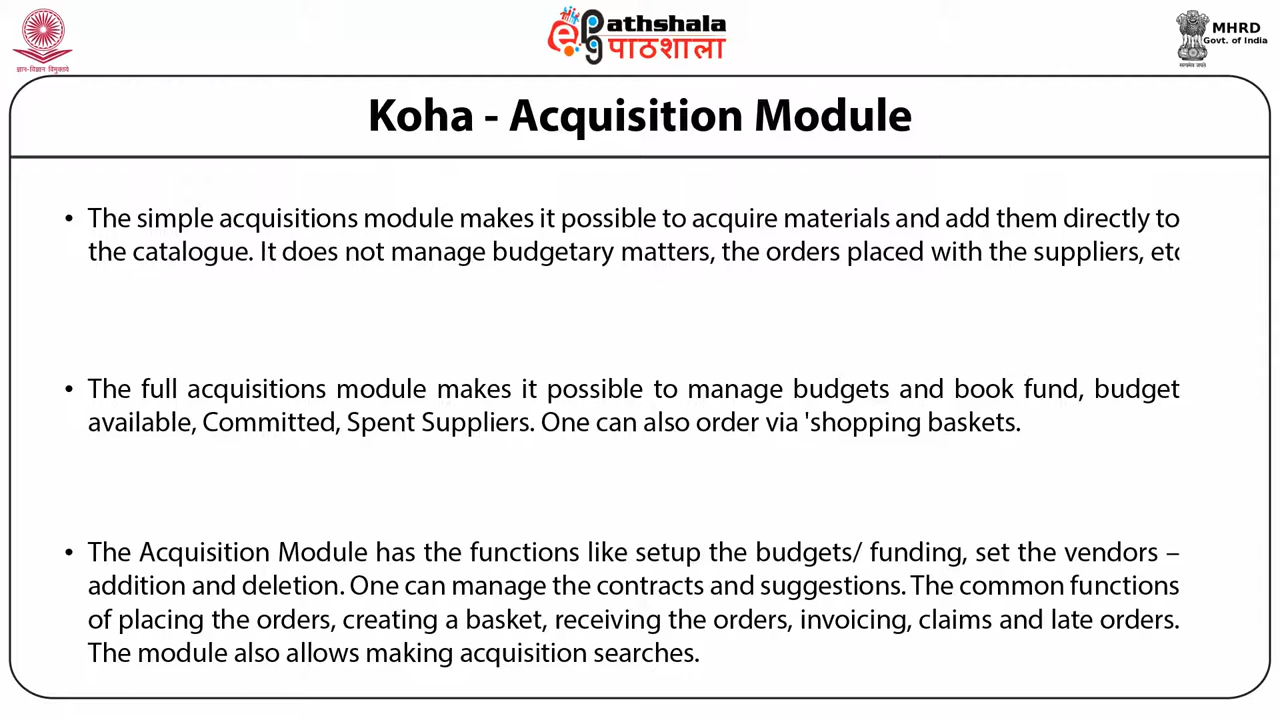 ज्ञान-विज्ञान विमुक्तये
ePathshala
पाठशाला
सत्यमेव जयते
MHRD
Govt. of India
Koha - Acquisition Module
• The simple acquisitions module makes it possible to acquire materials and add them directly to
the catalogue. It does not manage budgetary matters, the orders placed with the suppliers, etc
• The full acquisitions module makes it possible to manage budgets and book fund, budget
available, Committed, Spent Suppliers. One can also order via 'shopping baskets.
• The Acquisition Module has the functions like setup the budgets/ funding, set the vendors –
addition and deletion. One can manage the contracts and suggestions. The common functions
of placing the orders, creating a basket, receiving the orders, invoicing, claims and late orders.
The module also allows making acquisition searches.